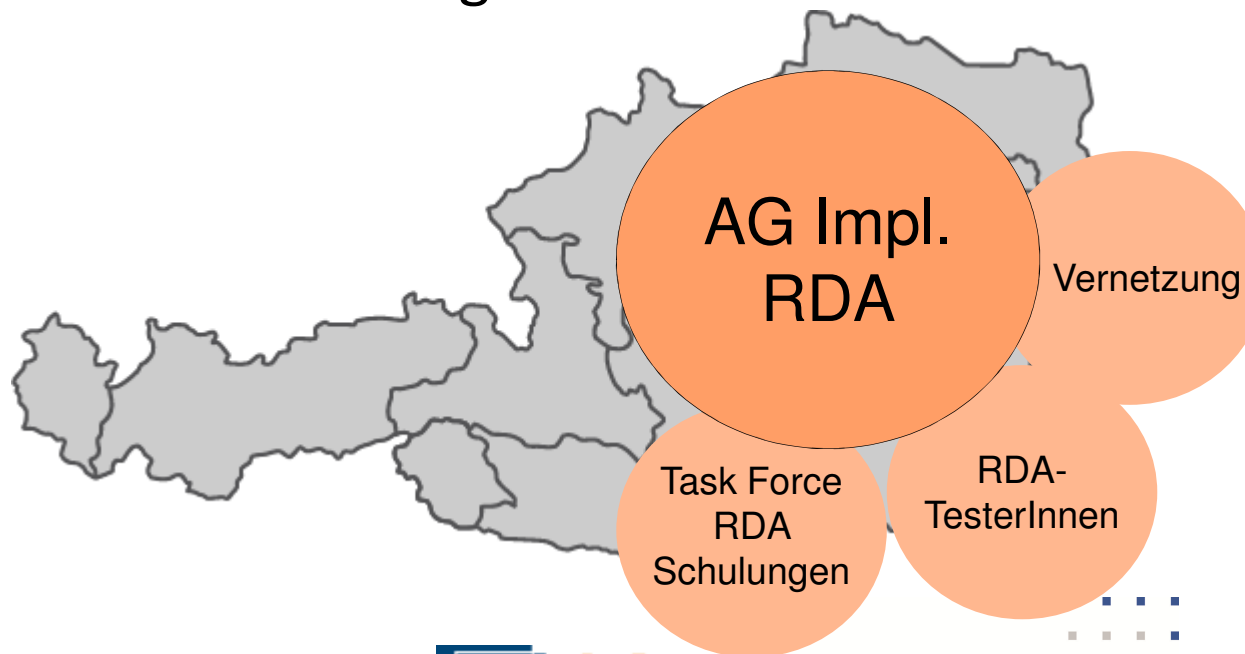 AG Impl.
RDA
Vernetzung
RDA-
TesterInnen
Task Force
RDA
Schulungen